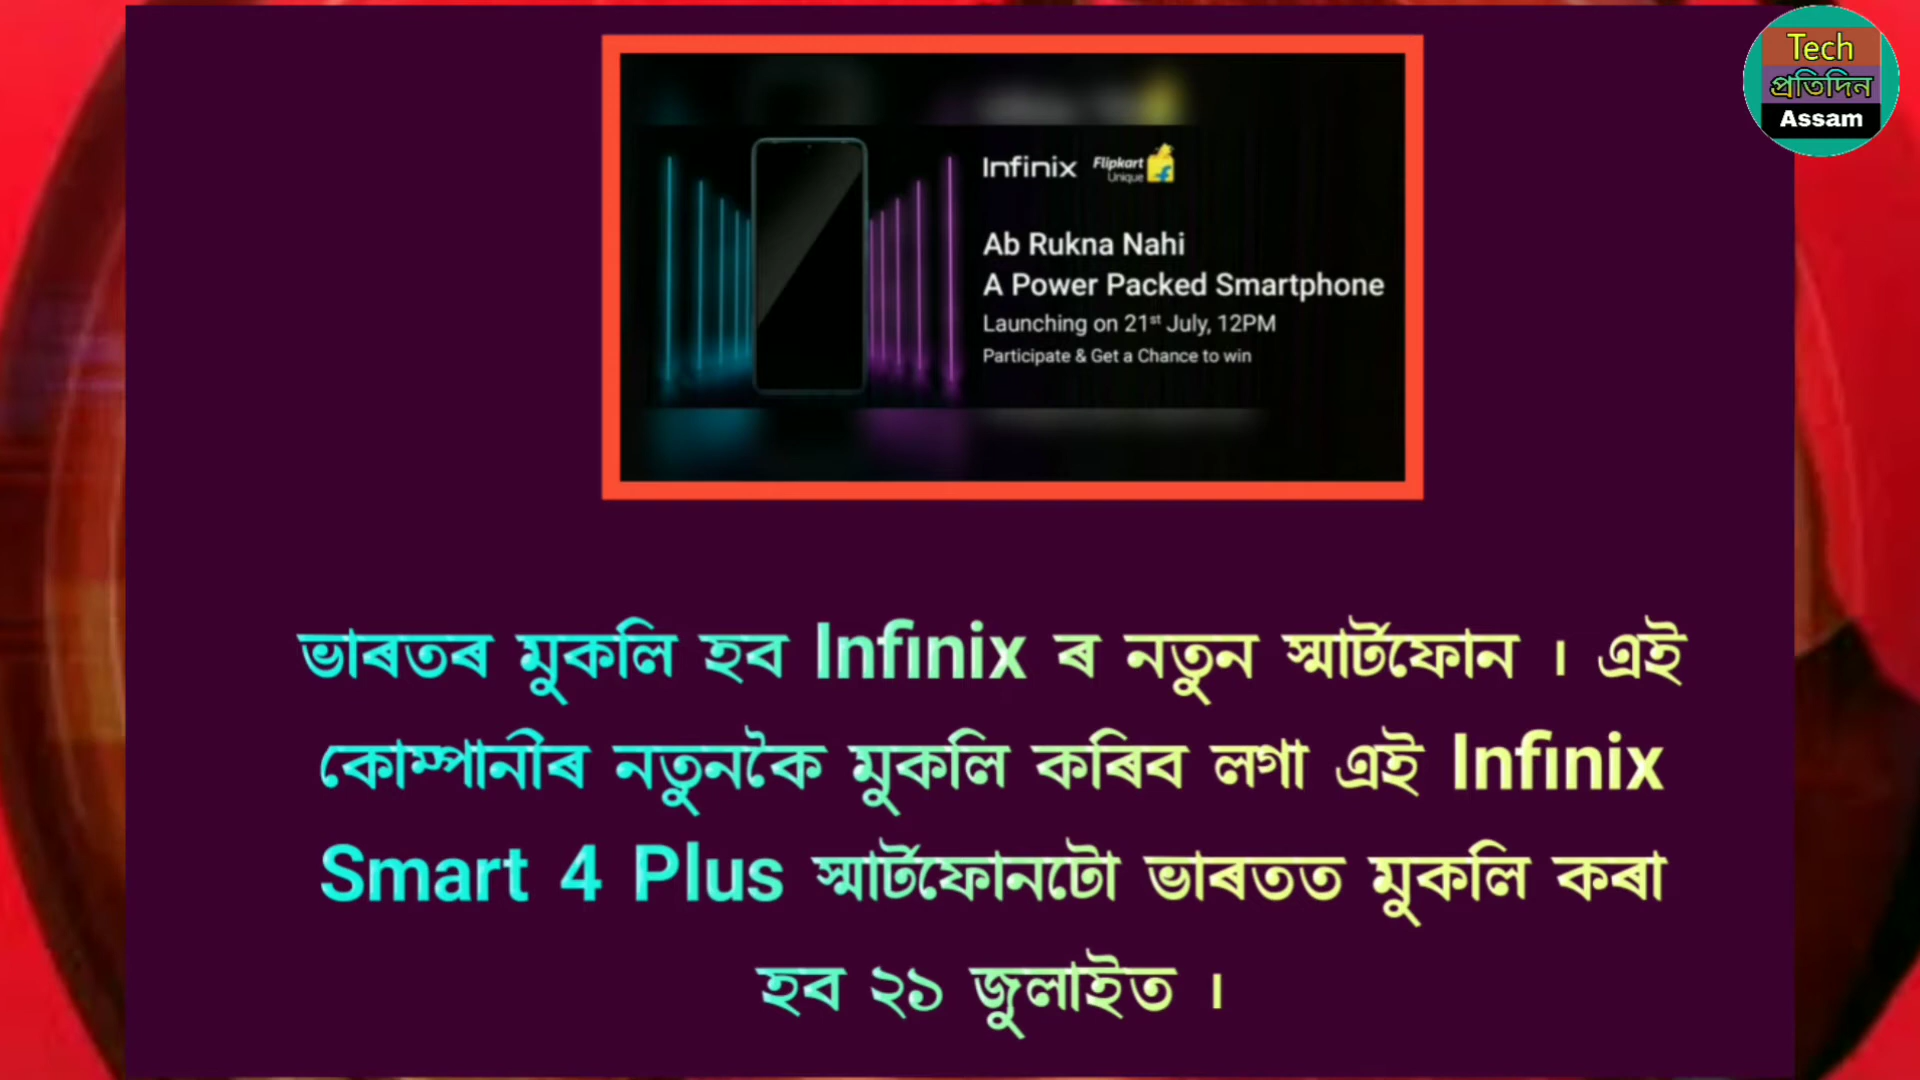 Tech
প্ৰতিদিন
Assam
Infinix Flipkart
Unique
Ab Rukna Nahi
A Power Packed Smartphone
Launching on 21st July, 12PM
Participate & Get a Chance to win
ভাৰতৰ মুকলি হব Infinix ৰ নতুন স্মাৰ্টফোন । এই
কোম্পানীৰ নতুনকৈ মুকলি কৰিব লগা এই Infinix
Smart 4 Plus স্মাৰ্টফোনটো ভাৰতত মুকলি কৰা
হব ২১ জুলাইত ।